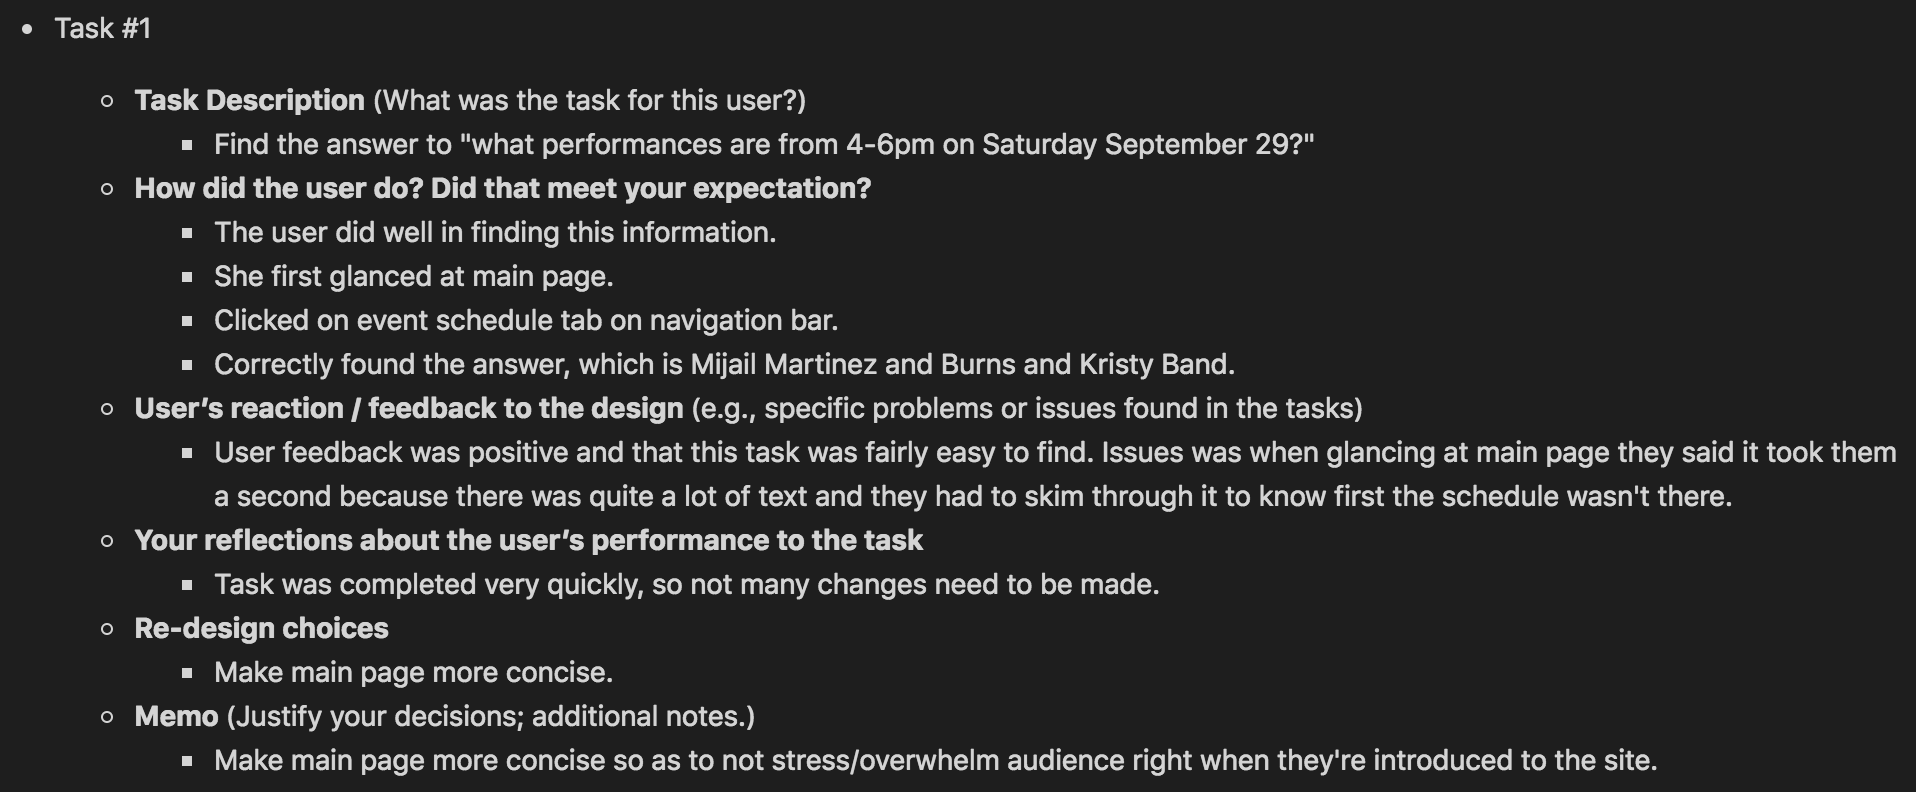 Task #1
Task Description (What was the task for this user?)
Find the answer to "what performances are from 4-6pm on Saturday September 29?"
How did the user do? Did that meet your expectation?
The user did well in finding this information.
She first glanced at main page.
Clicked on event schedule tab on navigation bar.
Correctly found the answer, which is Mijail Martinez and Burns and Kristy Band.
User’s reaction / feedback to the design (e.g., specific problems or issues found in the tasks)
User feedback was positive and that this task was fairly easy to find. Issues was when glancing at main page they said it took them
a second because there was quite a lot of text and they had to skim through it to know first the schedule wasn't there.
Your reflections about the user’s performance to the task
Task was completed very quickly, so not many changes need to be made.
Re-design choices
Make main page more concise.
Memo (Justify your decisions; additional notes.)
Make main page more concise so as to not stress/overwhelm audience right when they're introduced to the site.